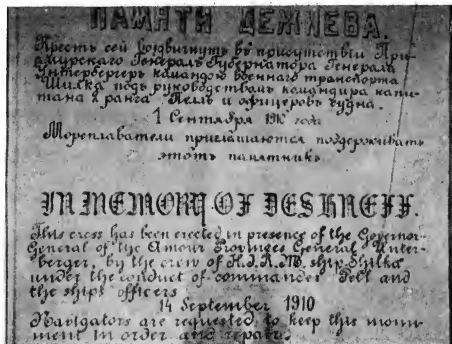 ПАМЯТИ ДЕЖНЕВА.
Крестъ сей воздвигнутъ въ присутствіи При-
амурскаго Генералъ Губернатора Генерала
Унтербергеръ командою военнаго транспорта
Шилка подъ руководствомъ командира капи-
тана 2 ранга Пелль и офицеровъ судна.
1 Сентября 1910 года
Мореплаватели приглашаются поддерживать
этотъ памятникъ
IN MEMORY OF DESHNEFF.
This cross has been erected in presence of the Governor-
General of the Amour Provinces General Unter-
berger, by the crew of H.I.R.M. ship Shilka
under the conduct of commander Pell and
the ships officers
14 September 1910
Navigators are requested to keep this monu-
ment in order and repairs.